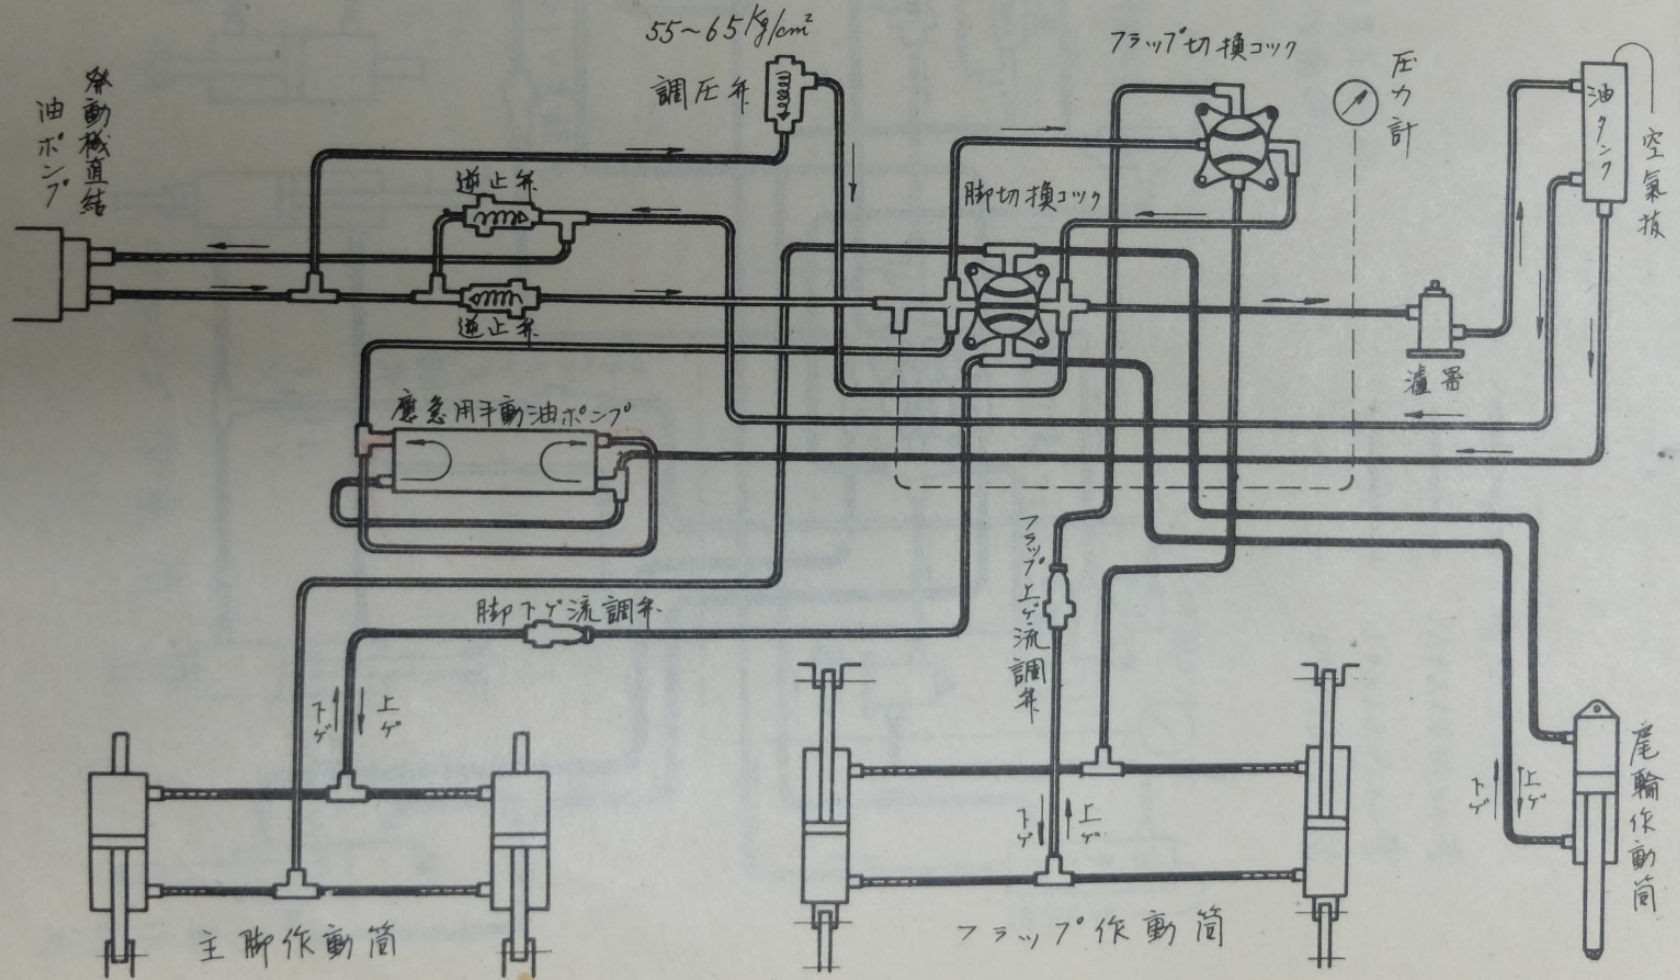 55~65kg/cm²
調圧弁
フラップ切換コック
圧力計
油タンク
空氣抜
発動機直結
油ポンプ
逆止弁
脚切換コック
逆止弁
濾器
應急用手動油ポンプ
フラップ上ゲ流調弁
脚下ゲ流調弁
下ゲ
上ゲ
下ゲ
上ゲ
下ゲ
上ゲ
尾輪作動筒
主脚作動筒
フラップ作動筒